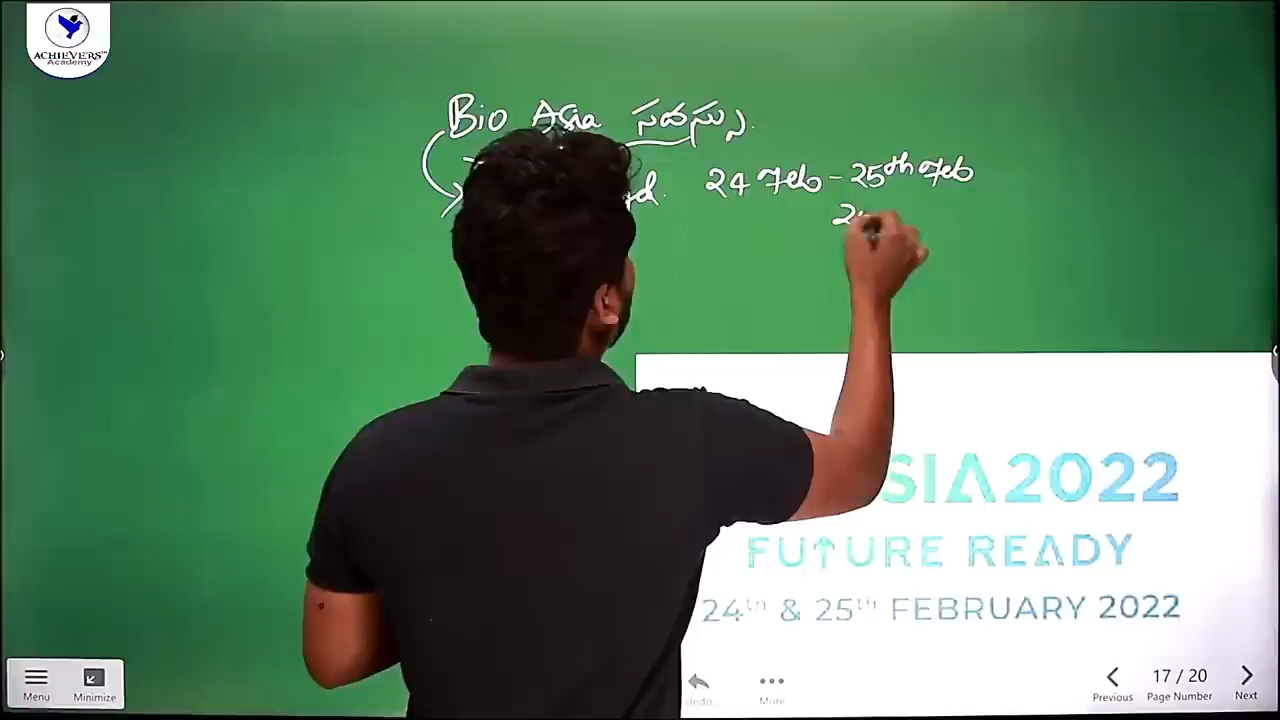 ACHIEVERS™
Academy
Bio Asia సదస్సు.
24 Feb - 25th Feb
SIA2022
FUTURE READY
24th & 25th FEBRUARY 2022
Menu
Minimize
Undo
More
Previous
17 / 20
Page Number
Next